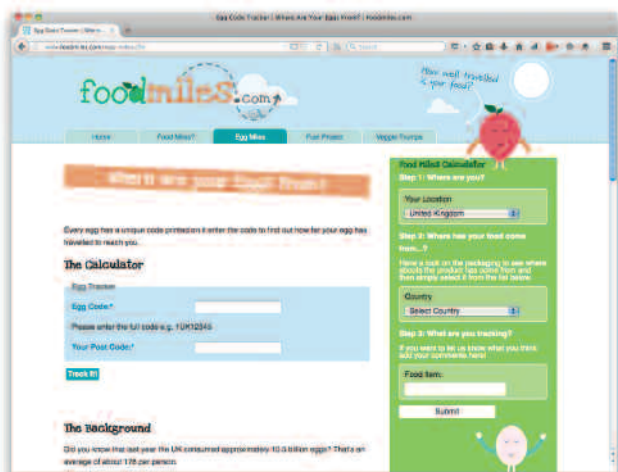 Egg Code Tracker | Where Are Your Eggs From? | Foodmiles.com
foodmiles.com
How well travelled
is your food?
Home
Food Miles?
Egg Miles
Fuel Project
Veggie Trumps
Where are your Eggs From?
Every egg has a unique code printed on it enter the code to find out how far your egg has
travelled to reach you.
The Calculator
Egg Tracker
Egg Code:*
Please enter the full code e.g. 1UK12345
Your Post Code:*
Track It!
The Background
Did you know that last year the UK consumed approximately 10.5 billion eggs? That's an
average of about 176 per person.
Food Miles Calculator
Step 1: Where are you?
Your Location
United Kingdom
Step 2: Where has your food come
from...?
Have a look on the packaging to see where
abouts the product has come from and
then simply select it from the list below.
Country
Select Country
Step 3: What are you tracking?
If you want to let us know what you think
add your comments here!
Food Item:
Submit